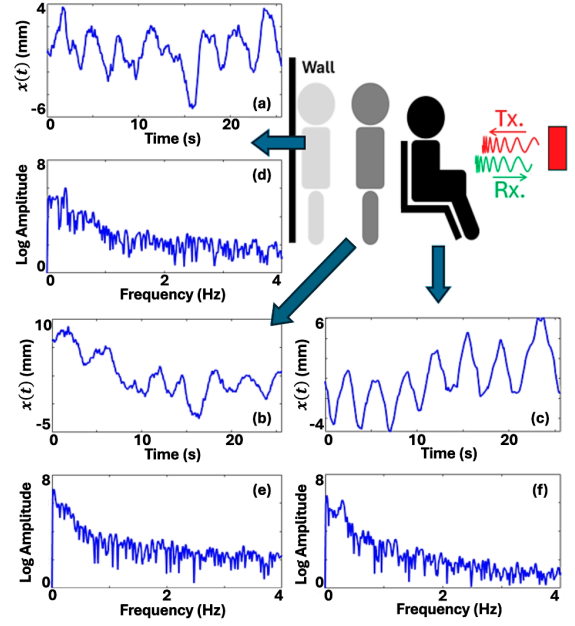 4
x(t) (mm)
-6
(a)
0
10
20
Time (s)
Wall
Tx.
Rx.
8
(d)
Log Amplitude
0
0
2
4
Frequency (Hz)
10
x(t) (mm)
-5
(b)
0
10
20
Time (s)
6
x(t) (mm)
-4
(c)
0
10
20
Time (s)
8
(e)
Log Amplitude
0
0
2
4
Frequency (Hz)
8
(f)
Log Amplitude
0
0
2
4
Frequency (Hz)